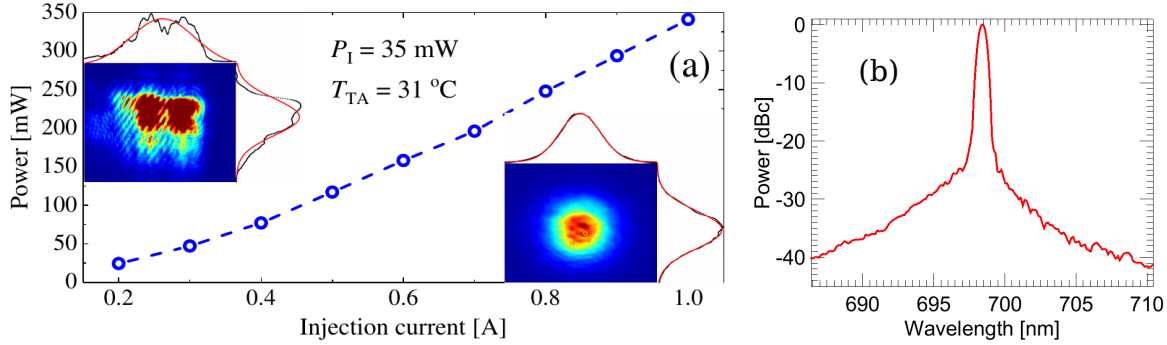 350
300
250
200
150
100
50
0
Power [mW]
P_I = 35 mW
T_TA = 31 °C
(a)
0.2 0.4 0.6 0.8 1.0
Injection current [A]
0
-10
-20
-30
-40
Power [dBc]
(b)
690 695 700 705 710
Wavelength [nm]